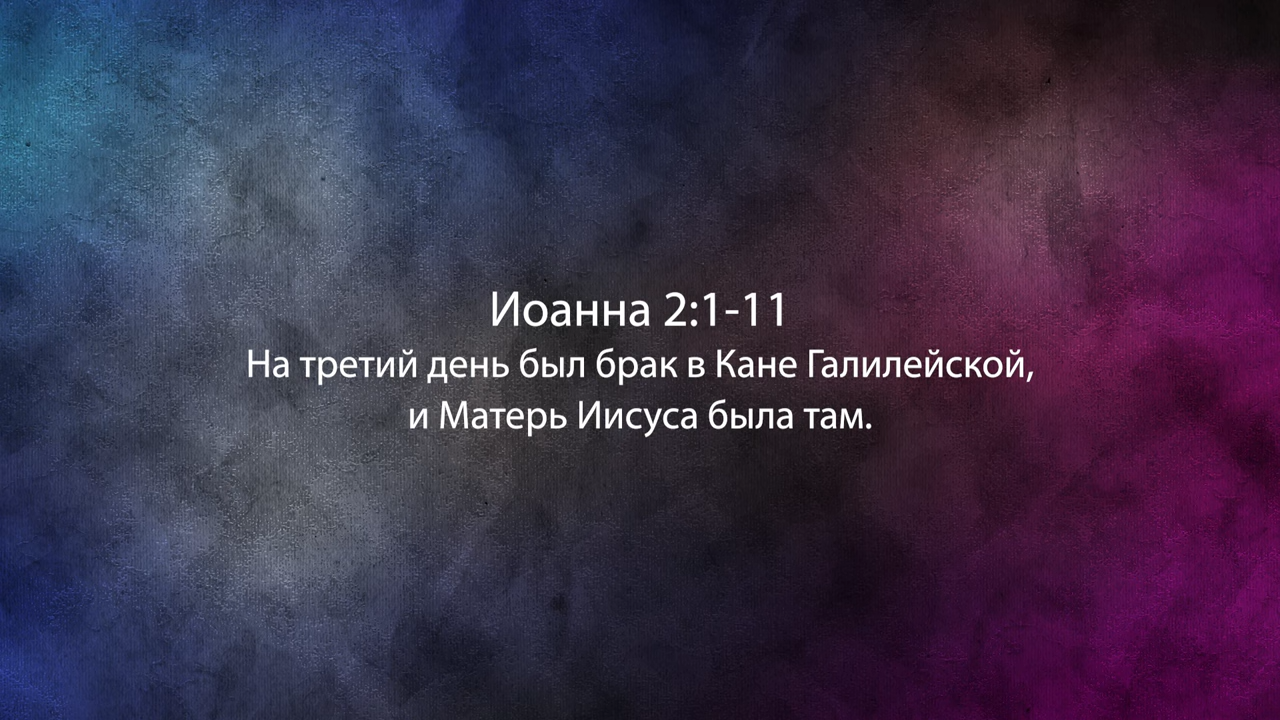 Иоанна 2:1-11
На третий день был брак в Кане Галилейской,
и Матерь Иисуса была там.